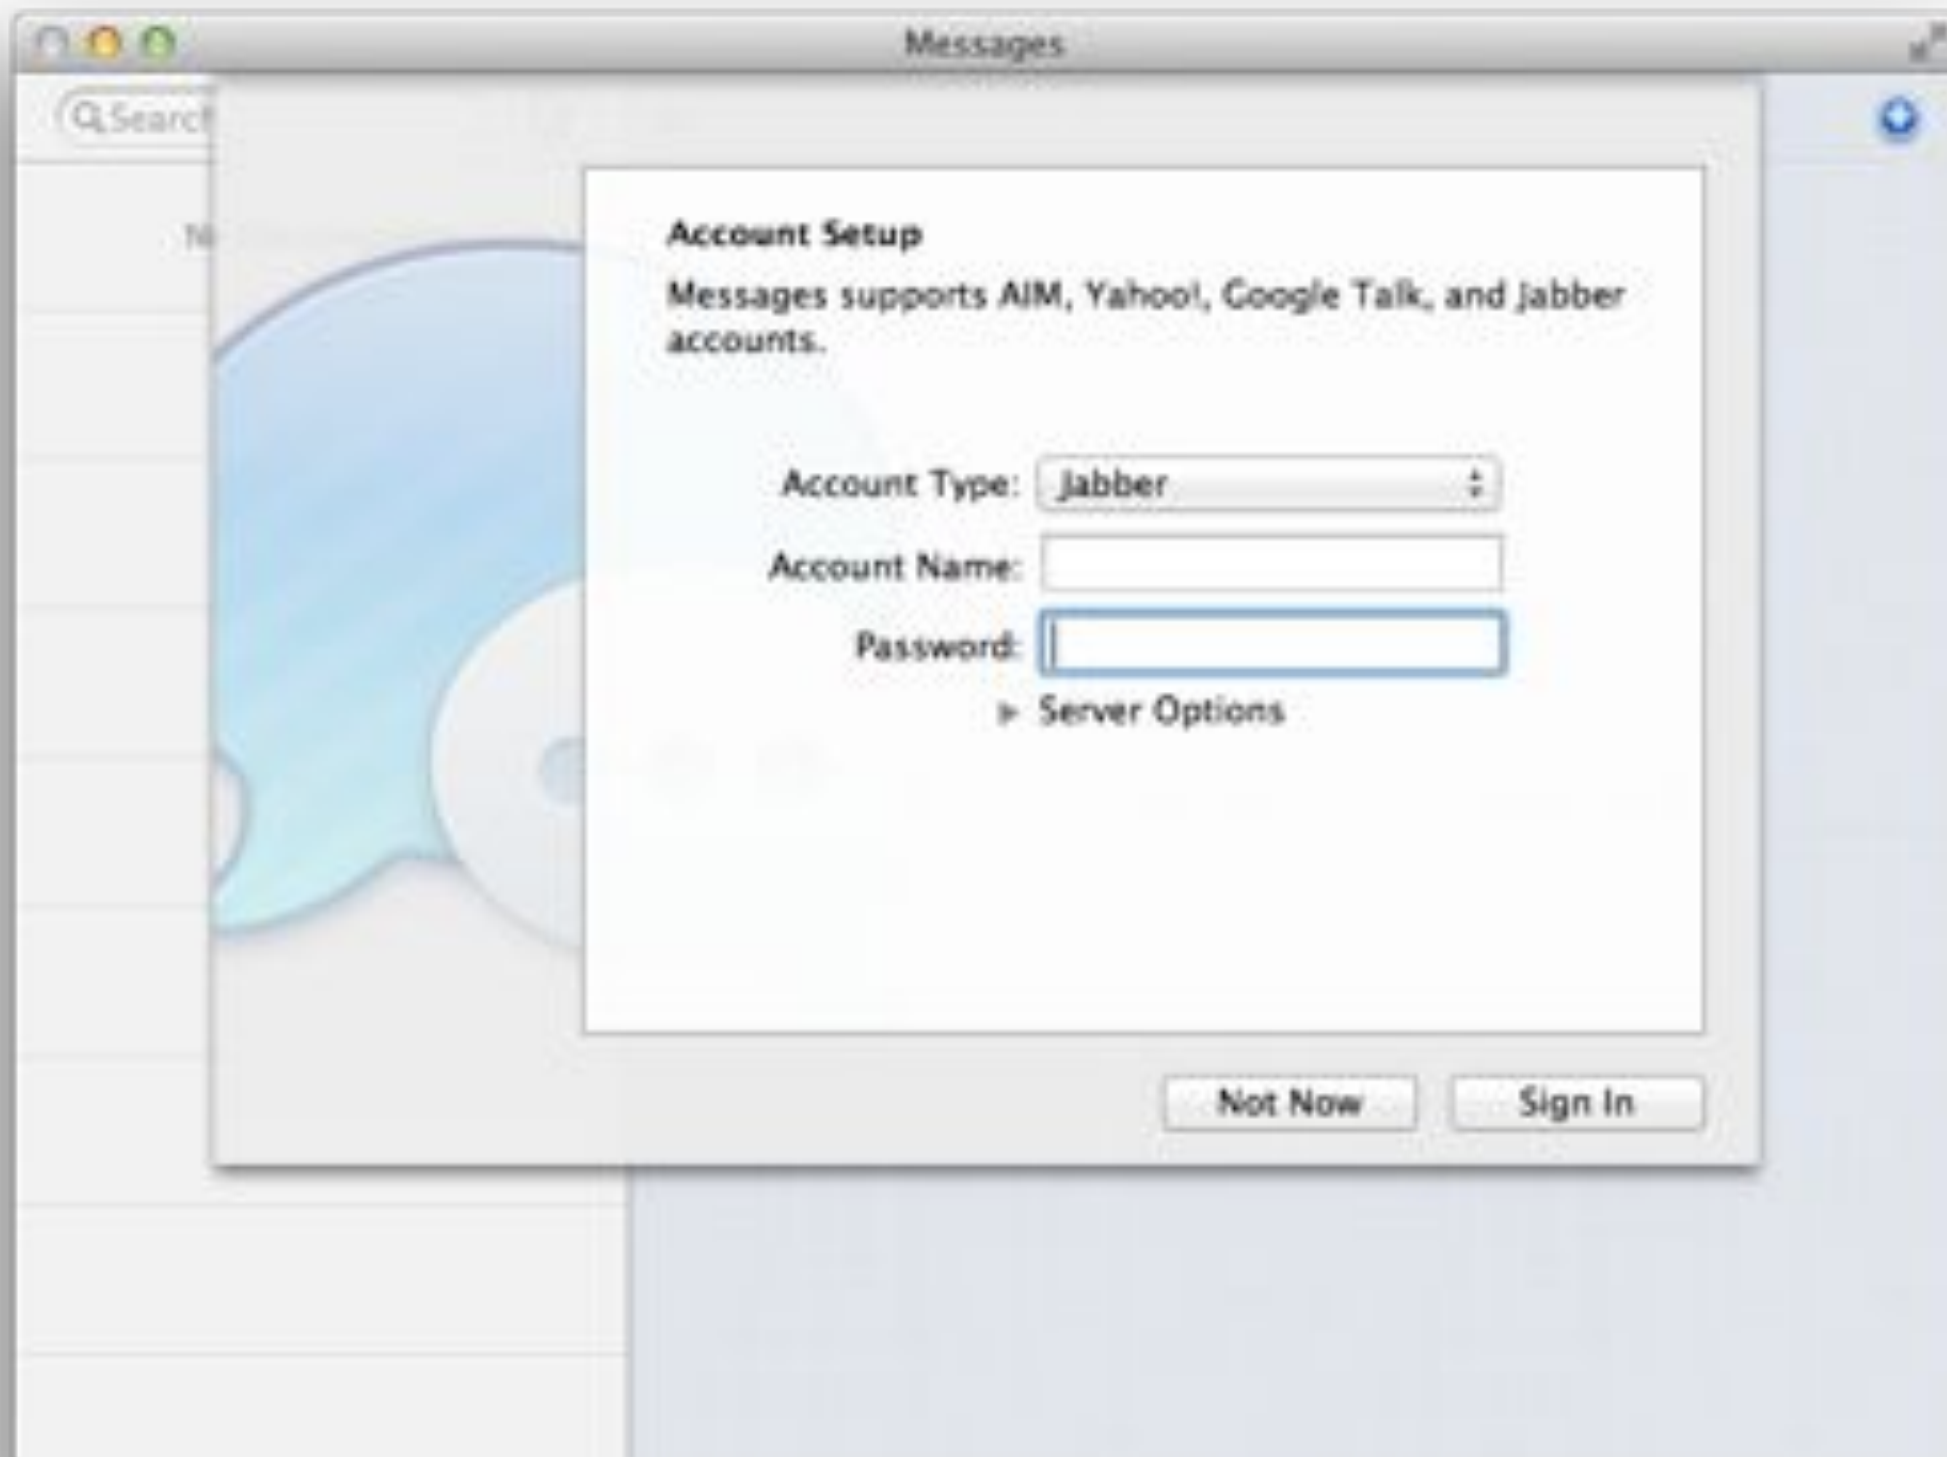 Messages
Search
Account Setup
Messages supports AIM, Yahoo!, Google Talk, and Jabber
accounts.
Account Type: Jabber
Account Name:
Password:
Server Options
Not Now Sign In